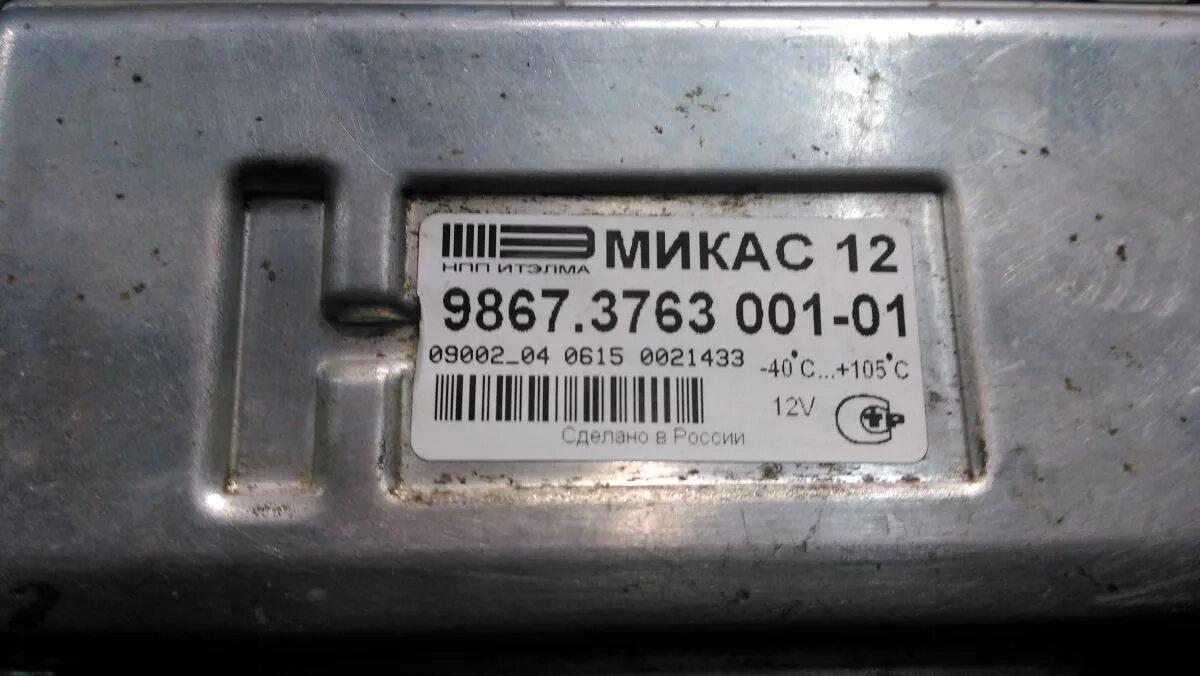 МИКАС 12
НПП ИТЭЛМА
9867.3763 001-01
09002_04 0615 0021433
-40°C...+105°C
12V
Сделано в России